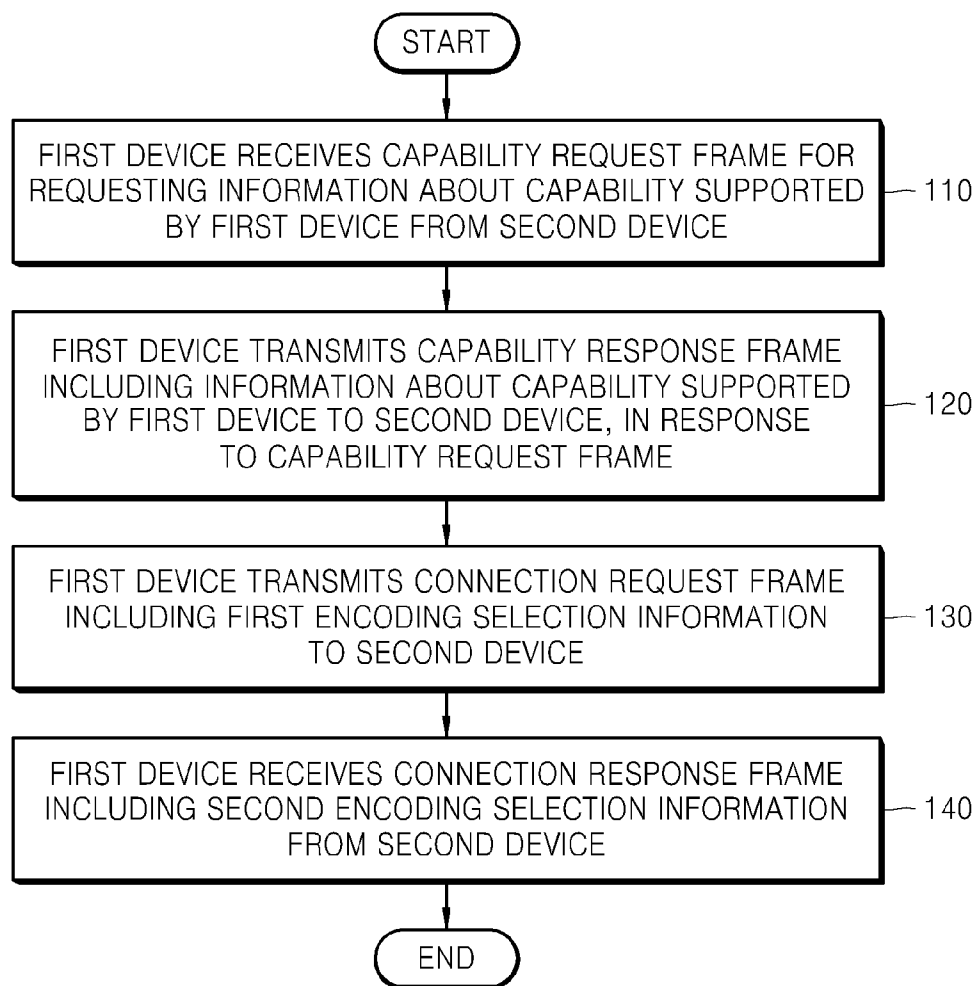 START
FIRST DEVICE RECEIVES CAPABILITY REQUEST FRAME FOR
REQUESTING INFORMATION ABOUT CAPABILITY SUPPORTED
BY FIRST DEVICE FROM SECOND DEVICE
110
FIRST DEVICE TRANSMITS CAPABILITY RESPONSE FRAME
INCLUDING INFORMATION ABOUT CAPABILITY SUPPORTED
BY FIRST DEVICE TO SECOND DEVICE, IN RESPONSE
TO CAPABILITY REQUEST FRAME
120
FIRST DEVICE TRANSMITS CONNECTION REQUEST FRAME
INCLUDING FIRST ENCODING SELECTION INFORMATION
TO SECOND DEVICE
130
FIRST DEVICE RECEIVES CONNECTION RESPONSE FRAME
INCLUDING SECOND ENCODING SELECTION INFORMATION
FROM SECOND DEVICE
140
END